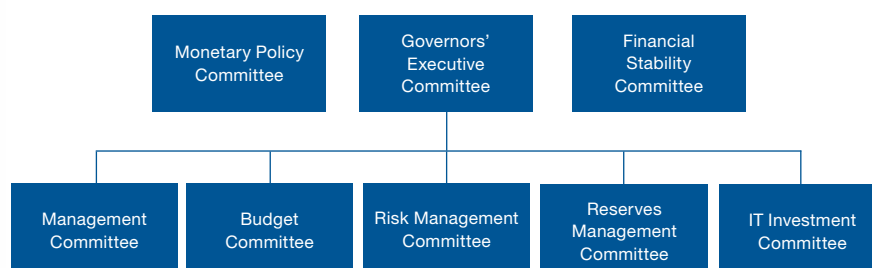 Monetary Policy
Committee
Governors’
Executive
Committee
Financial
Stability
Committee
Management
Committee
Budget
Committee
Risk Management
Committee
Reserves
Management
Committee
IT Investment
Committee